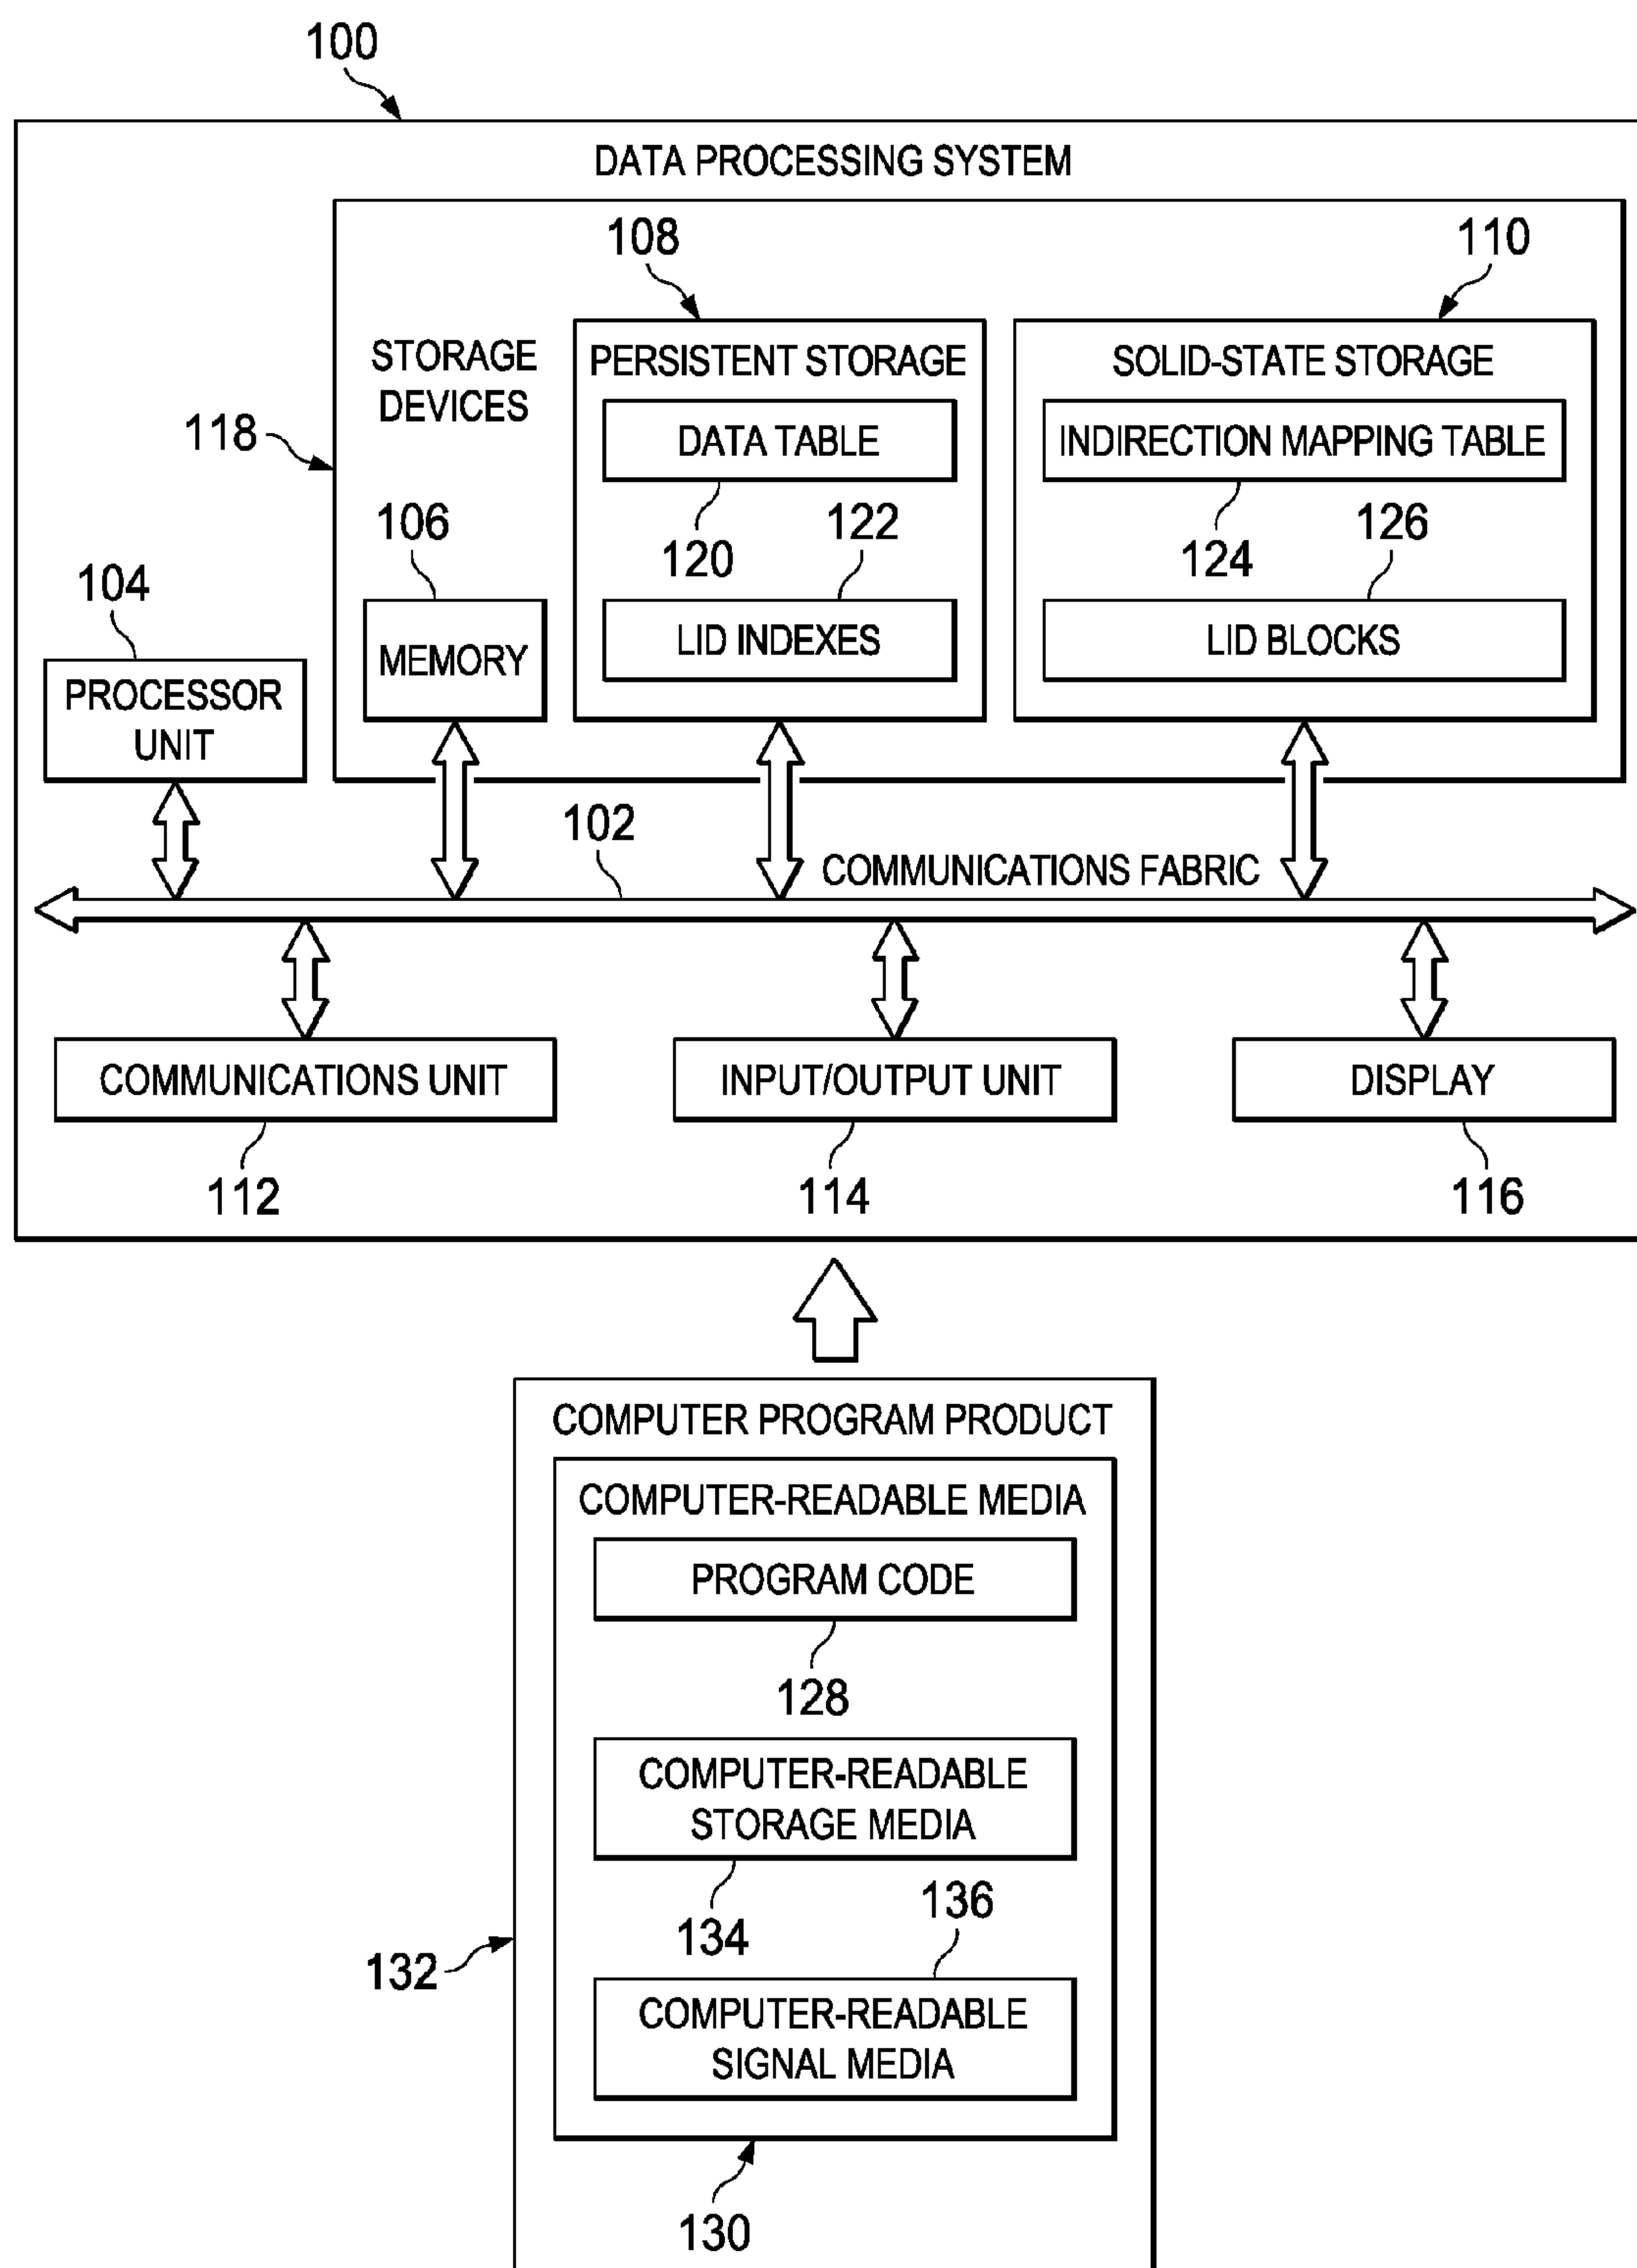 100
DATA PROCESSING SYSTEM
108
110
STORAGE
DEVICES
PERSISTENT STORAGE
SOLID-STATE STORAGE
118
DATA TABLE
INDIRECTION MAPPING TABLE
106
120
122
124
126
104
MEMORY
LID INDEXES
LID BLOCKS
PROCESSOR
UNIT
102
COMMUNICATIONS FABRIC
COMMUNICATIONS UNIT
INPUT/OUTPUT UNIT
DISPLAY
112
114
116
COMPUTER PROGRAM PRODUCT
COMPUTER-READABLE MEDIA
PROGRAM CODE
128
COMPUTER-READABLE
STORAGE MEDIA
134
136
132
COMPUTER-READABLE
SIGNAL MEDIA
130